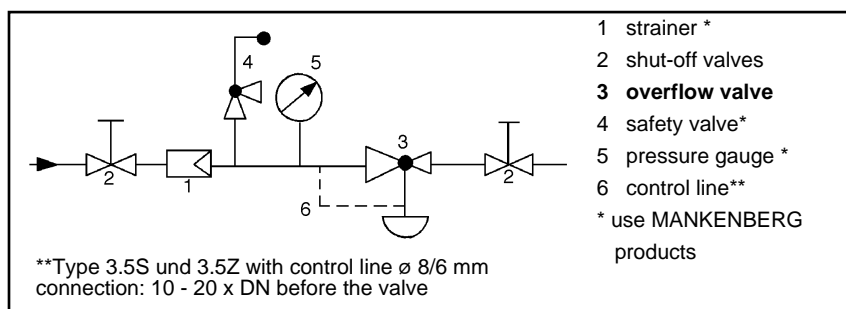 4
5
3
2
1
2
6
**Type 3.5S und 3.5Z with control line ø 8/6 mm
connection: 10 - 20 x DN before the valve
1 strainer *
2 shut-off valves
3 overflow valve
4 safety valve*
5 pressure gauge *
6 control line**
* use MANKENBERG
products